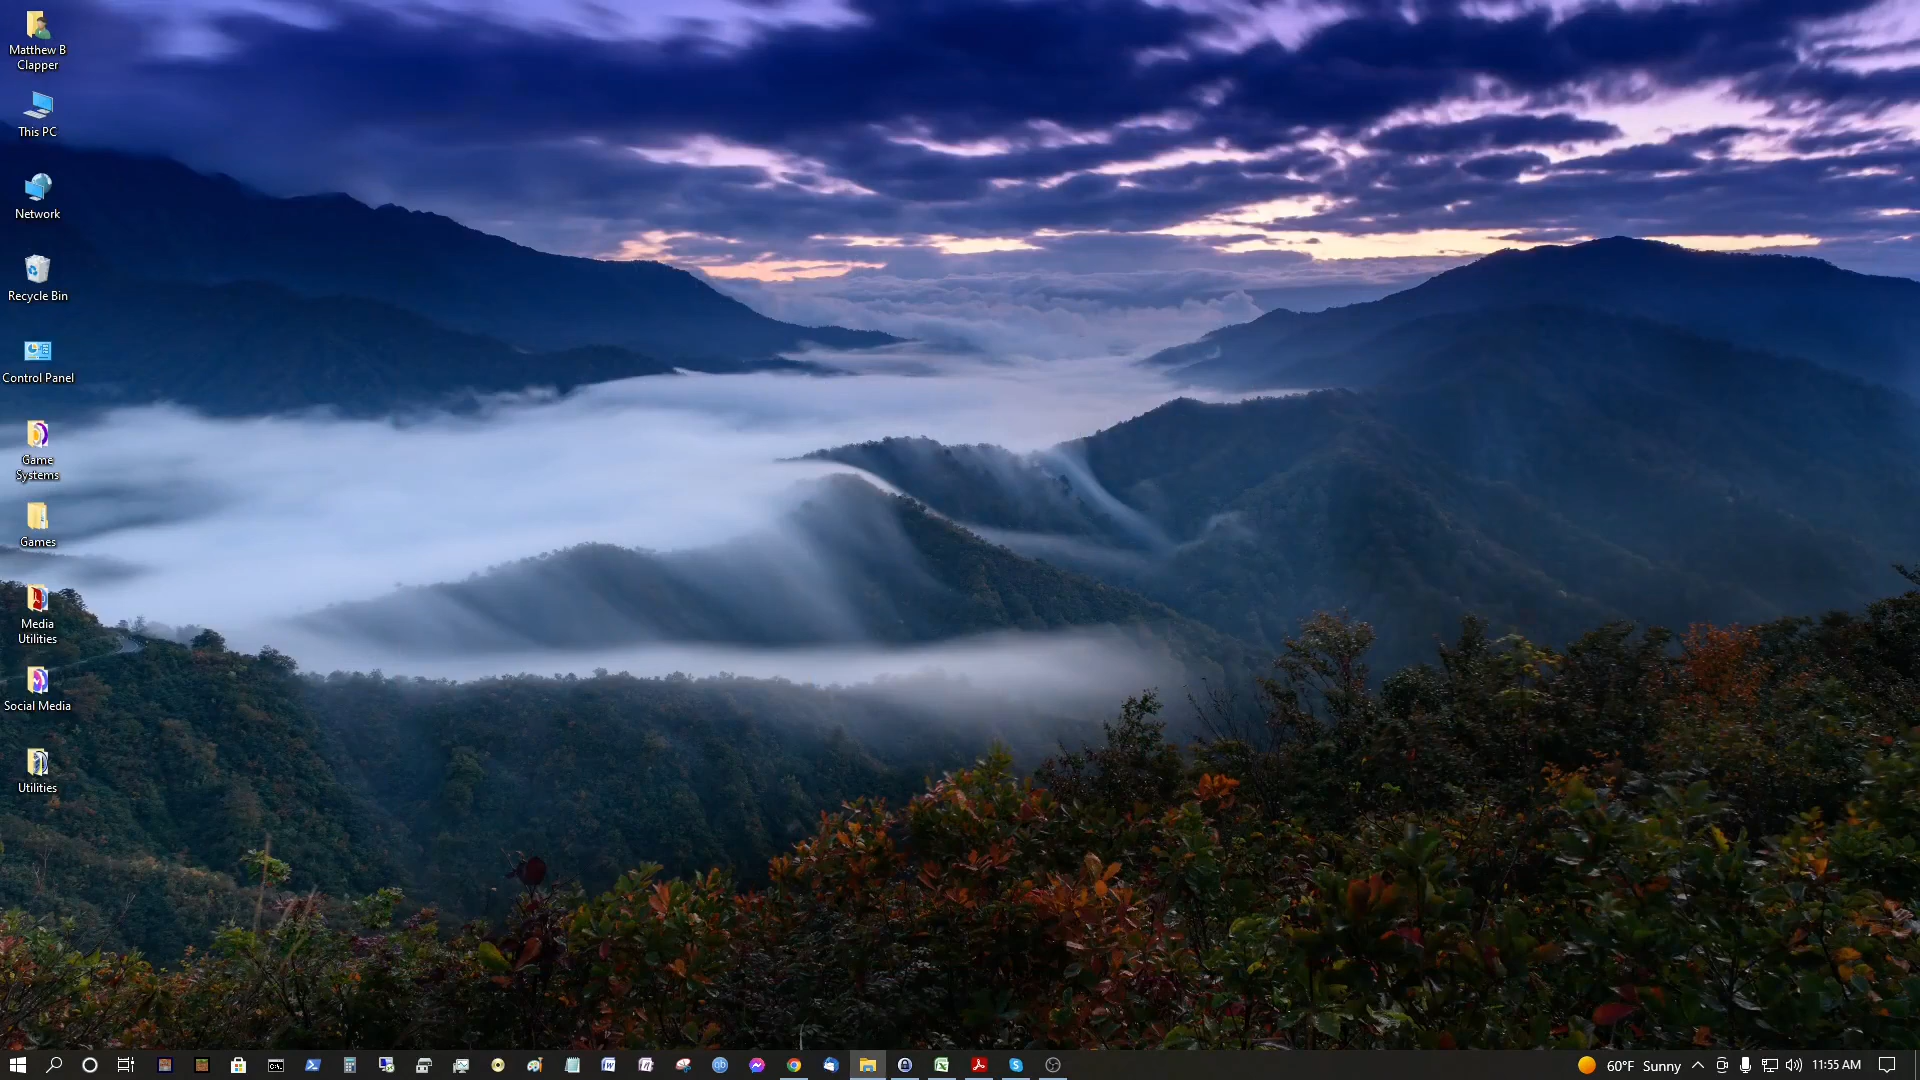 Matthew B
Clapper
This PC
Network
Recycle Bin
Control Panel
Game
Systems
Games
Media
Utilities
Social Media
Utilities
60°F Sunny
11:55 AM